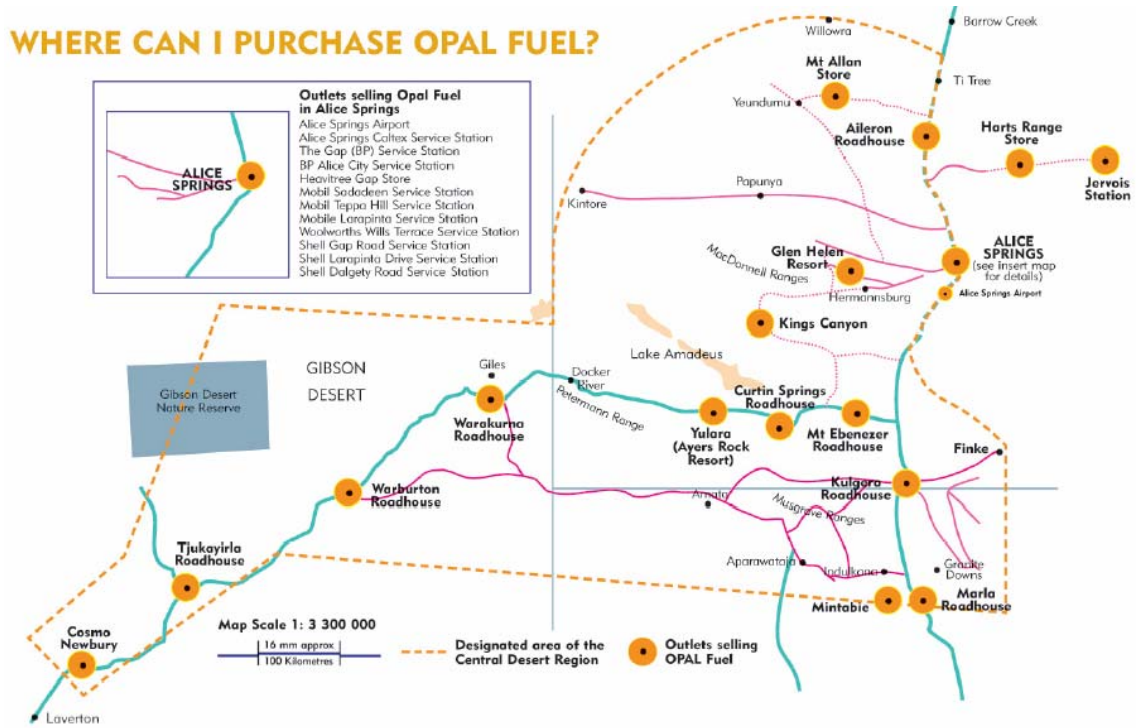 WHERE CAN I PURCHASE OPAL FUEL?
Outlets selling Opal Fuel
in Alice Springs
Alice Springs Airport
Alice Springs Caltex Service Station
The Gap (BP) Service Station
BP Alice City Service Station
Heavitree Gap Store
Mobil Sadadeen Service Station
Mobil Teppa Hill Service Station
Mobile Larapinta Service Station
Woolworths Wills Terrace Service Station
Shell Gap Road Service Station
Shell Larapinta Drive Service Station
Shell Dalgety Road Service Station
ALICE
SPRINGS
Willowra
Barrow Creek
Mt Allan
Store
Ti Tree
Yeundumu
Aileron
Roadhouse
Harts Range
Store
Jervois
Station
Kintore
Papunya
Glen Helen
Resort
MacDonnell Ranges
Hermannsburg
ALICE
SPRINGS
(see insert map
for details)
Alice Springs Airport
Kings Canyon
Lake Amadeus
GIBSON
DESERT
Gibson Desert
Nature Reserve
Giles
Docker
River
Petermann Range
Warakurna
Roadhouse
Curtin Springs
Roadhouse
Yulara
(Ayers Rock
Resort)
Mt Ebenezer
Roadhouse
Finke
Kulgora
Roadhouse
Warburton
Roadhouse
Amata
Musgrave Ranges
Tjukayirla
Roadhouse
Aparawataja
Indulkana
Granite
Downs
Mintabie
Marla
Roadhouse
Cosmo
Newbury
Laverton
Map Scale 1: 3 300 000
16 mm approx
100 Kilometres
Designated area of the
Central Desert Region
Outlets selling
OPAL Fuel